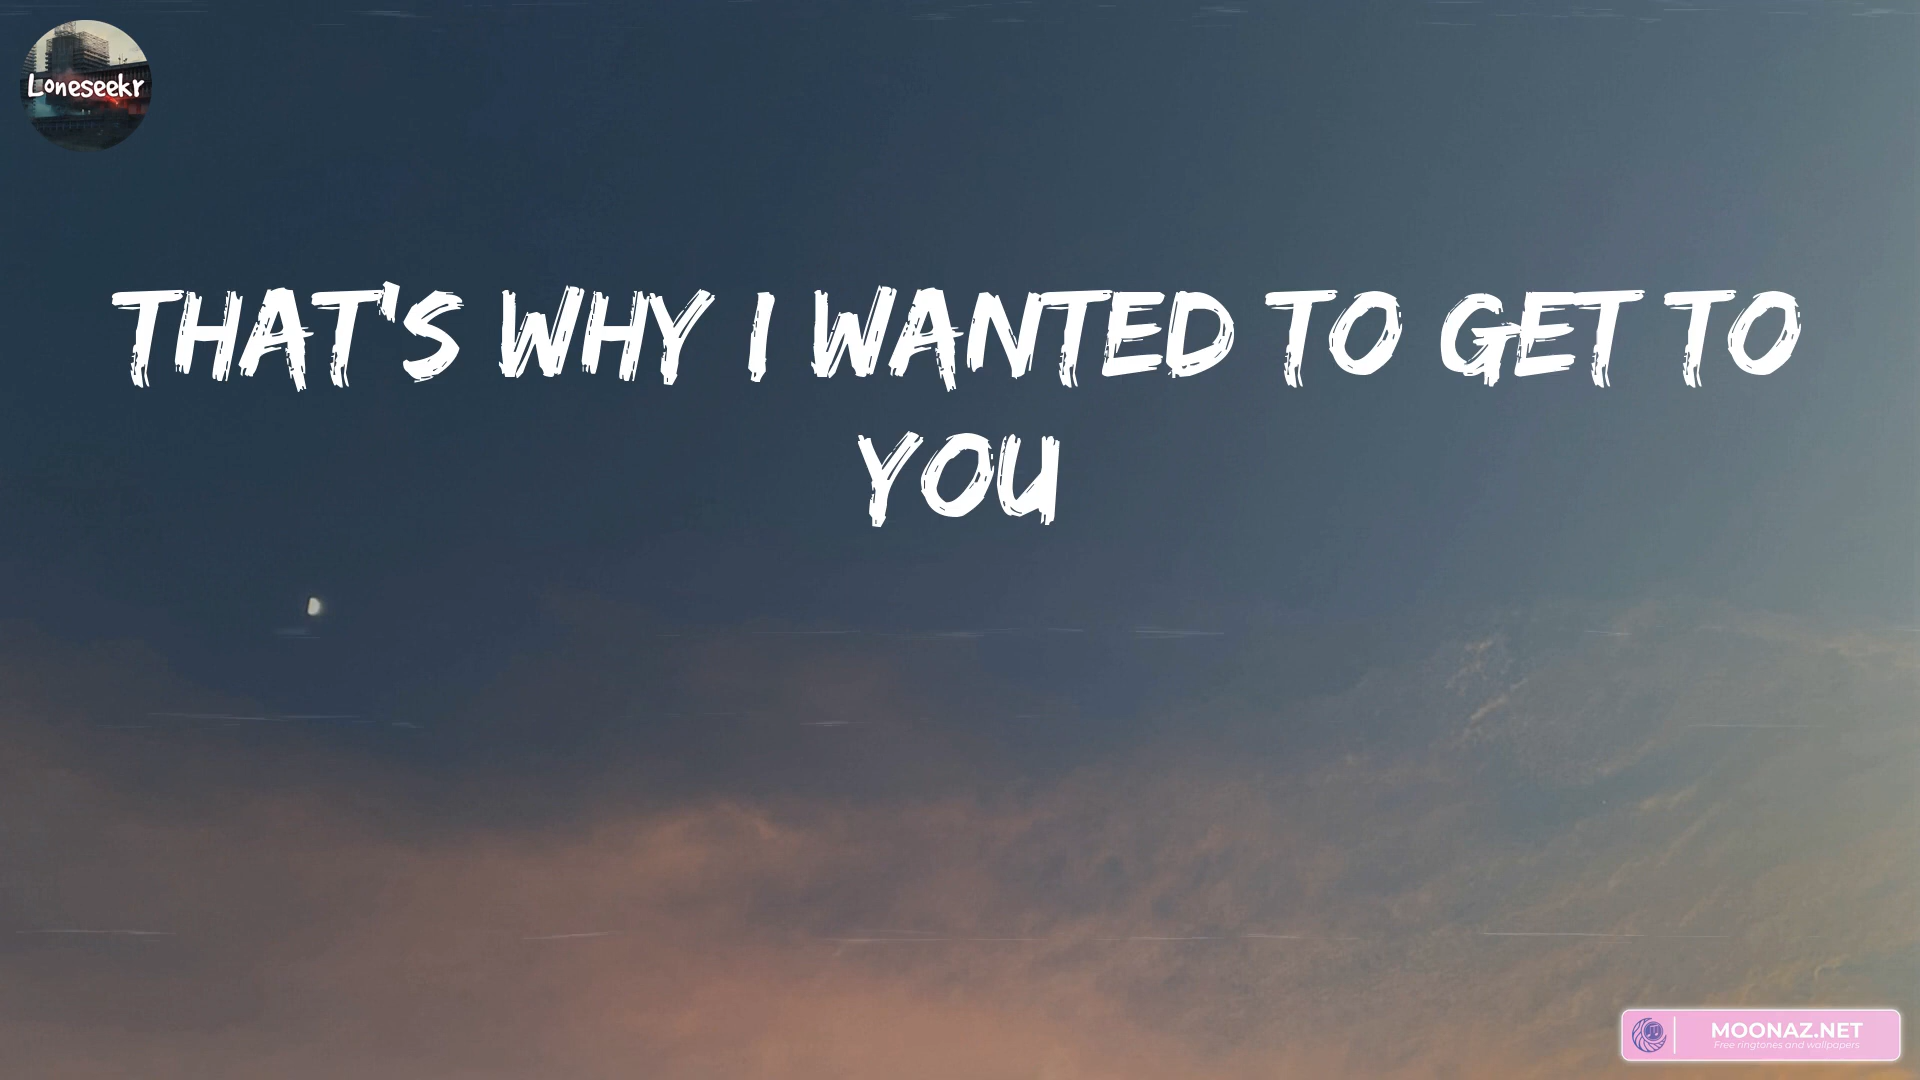 Loneseekr
THAT'S WHY I WANTED TO GET TO
YOU
MOONAZ.NET
Free ringtones and wallpapers